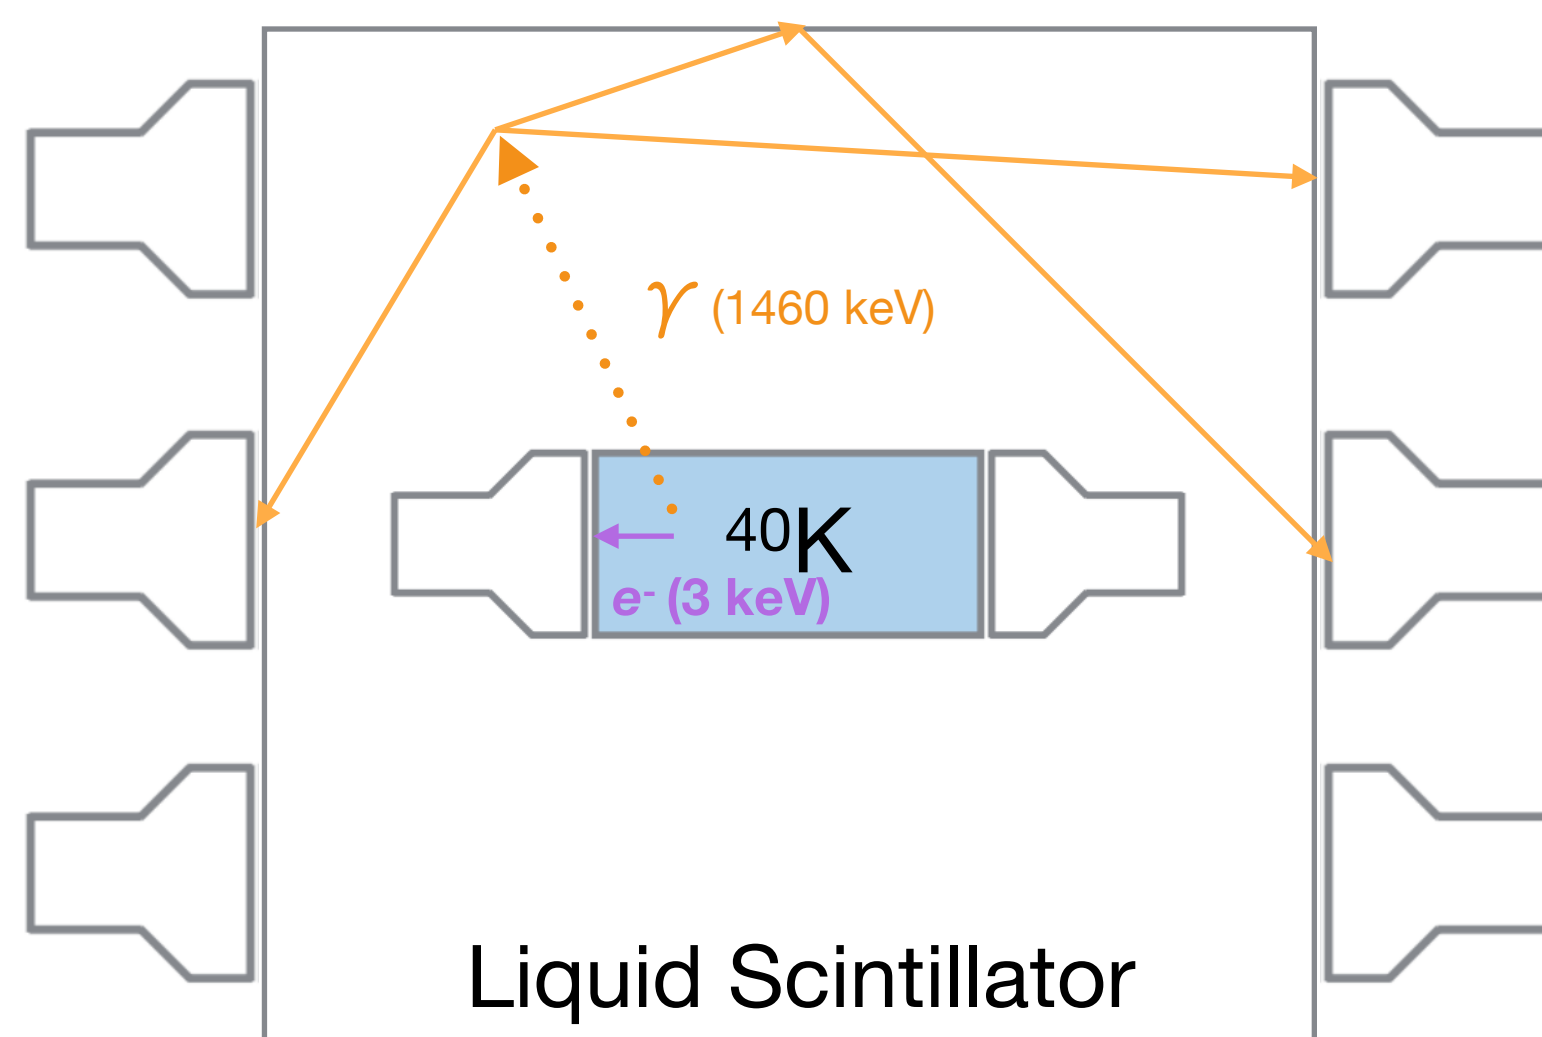 γ (1460 keV)
⁴⁰K
e⁻ (3 keV)
Liquid Scintillator